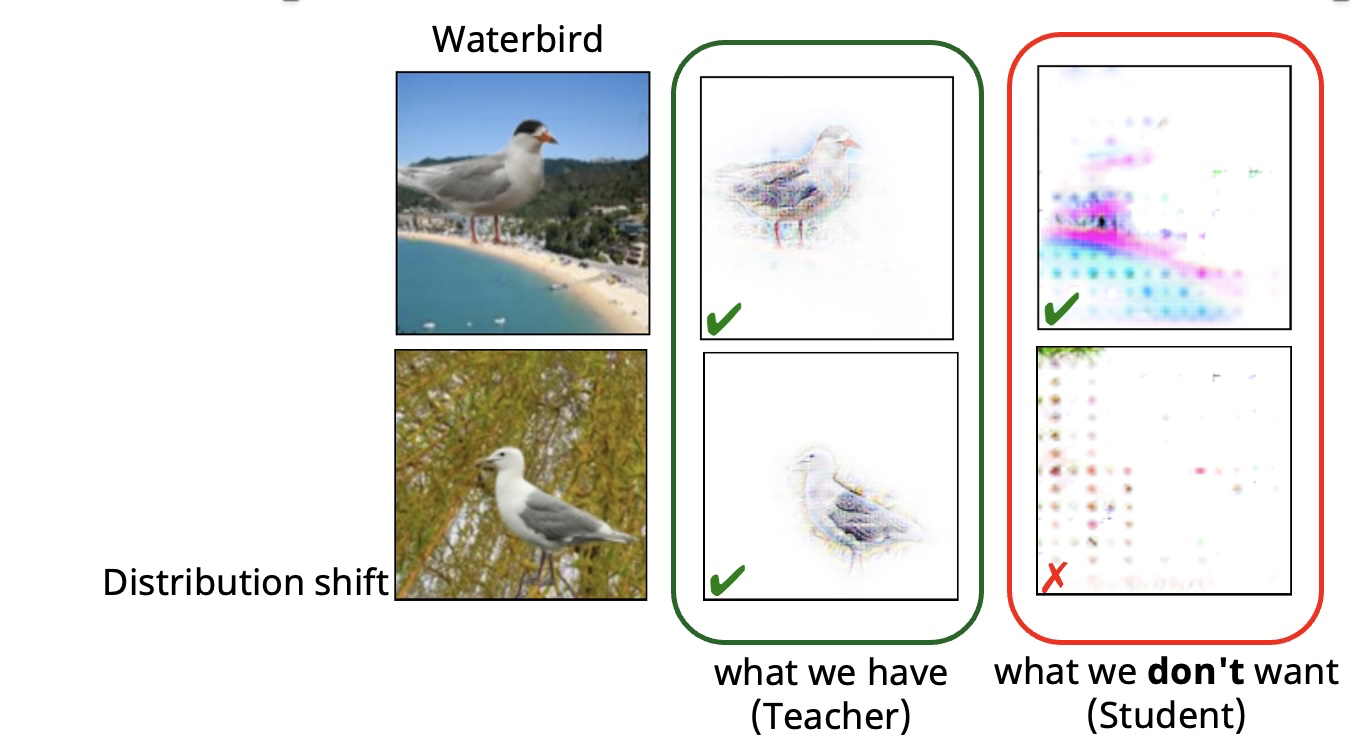 Waterbird
Distribution shift
what we have
(Teacher)
what we don't want
(Student)